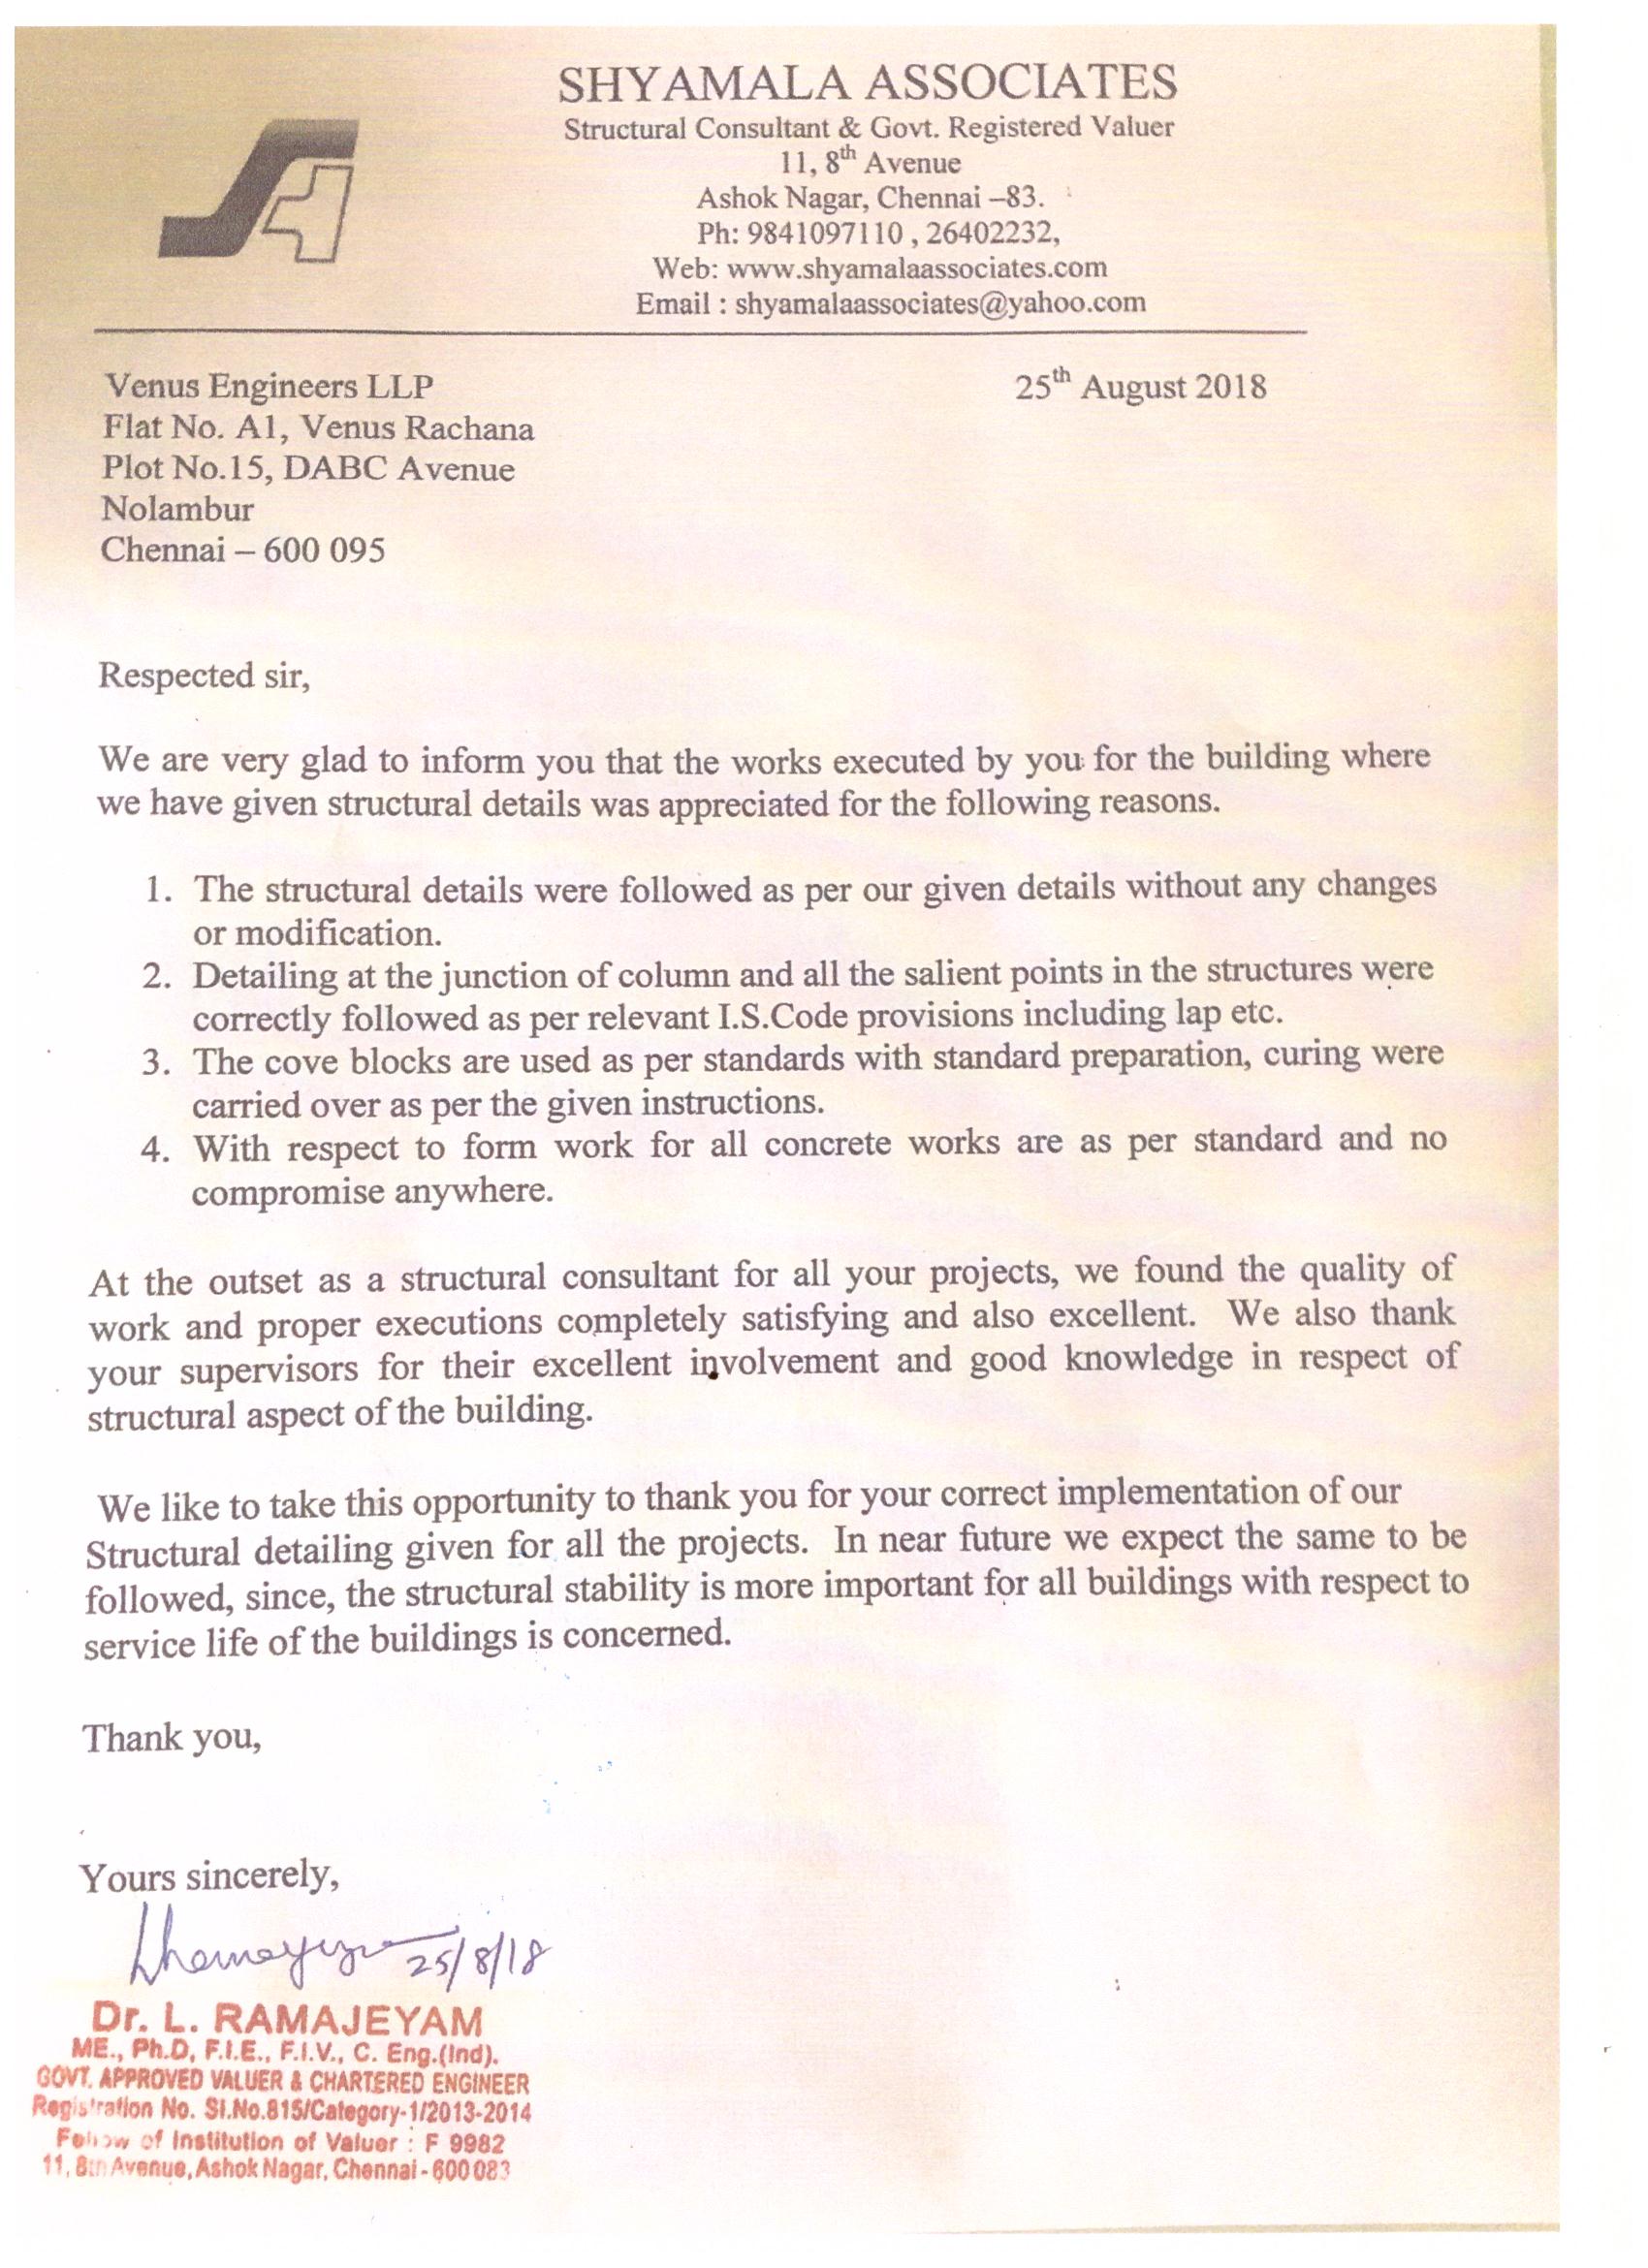 SHYAMALA ASSOCIATES
Structural Consultant & Govt. Registered Valuer
11, 8th Avenue
Ashok Nagar, Chennai –83.
Ph: 9841097110 , 26402232,
Web: www.shyamalaassociates.com
Email : shyamalaassociates@yahoo.com
Venus Engineers LLP
25th August 2018
Flat No. A1, Venus Rachana
Plot No.15, DABC Avenue
Nolambur
Chennai – 600 095
Respected sir,
We are very glad to inform you that the works executed by you for the building where
we have given structural details was appreciated for the following reasons.
1. The structural details were followed as per our given details without any changes
or modification.
2. Detailing at the junction of column and all the salient points in the structures were
correctly followed as per relevant I.S.Code provisions including lap etc.
3. The cove blocks are used as per standards with standard preparation, curing were
carried over as per the given instructions.
4. With respect to form work for all concrete works are as per standard and no
compromise anywhere.
At the outset as a structural consultant for all your projects, we found the quality of
work and proper executions completely satisfying and also excellent. We also thank
your supervisors for their excellent involvement and good knowledge in respect of
structural aspect of the building.
We like to take this opportunity to thank you for your correct implementation of our
Structural detailing given for all the projects. In near future we expect the same to be
followed, since, the structural stability is more important for all buildings with respect to
service life of the buildings is concerned.
Thank you,
Yours sincerely,
25/8/18
Dr. L. RAMAJEYAM
ME., Ph.D, F.I.E., F.I.V., C. Eng.(Ind).
GOVT. APPROVED VALUER & CHARTERED ENGINEER
Registration No. Sl.No.815/Category-1/2013-2014
Fellow of Institution of Valuer : F 9982
11, 8th Avenue, Ashok Nagar, Chennai - 600 083